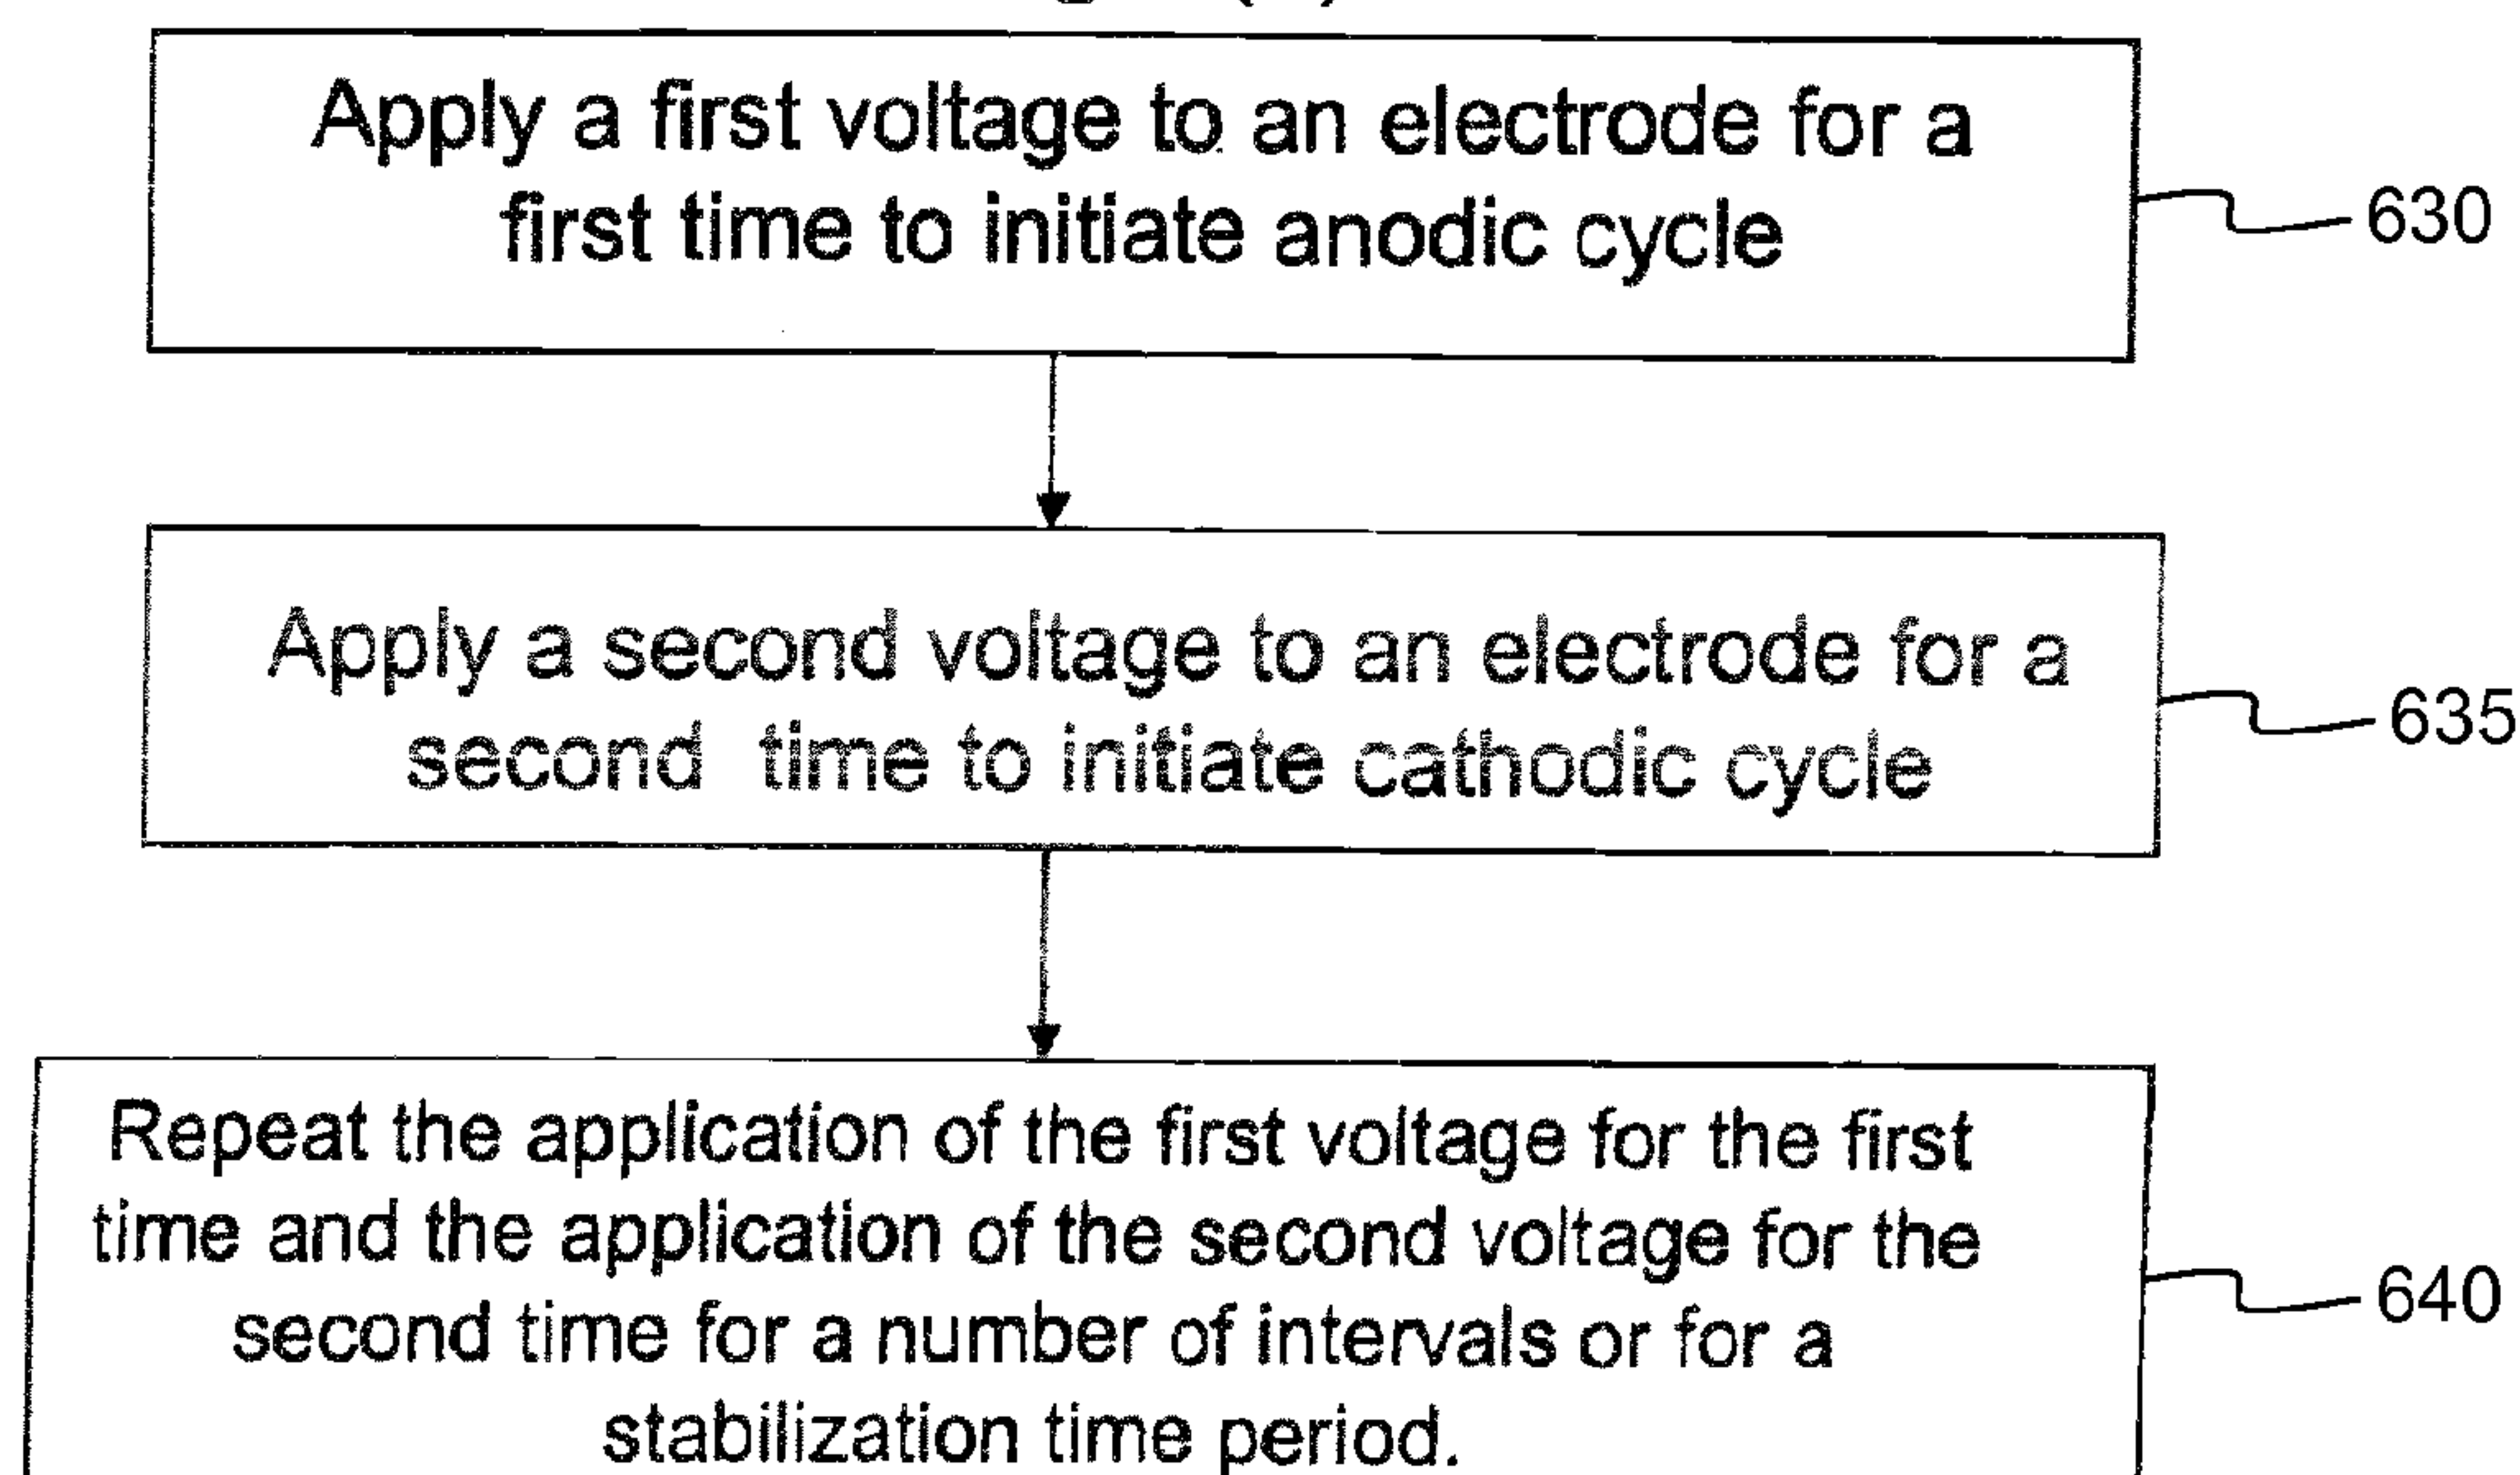 Apply a first voltage to an electrode for a
first time to initiate anodic cycle
630
Apply a second voltage to an electrode for a
second time to initiate cathodic cycle
635
Repeat the application of the first voltage for the first
time and the application of the second voltage for the
second time for a number of intervals or for a
stabilization time period.
640